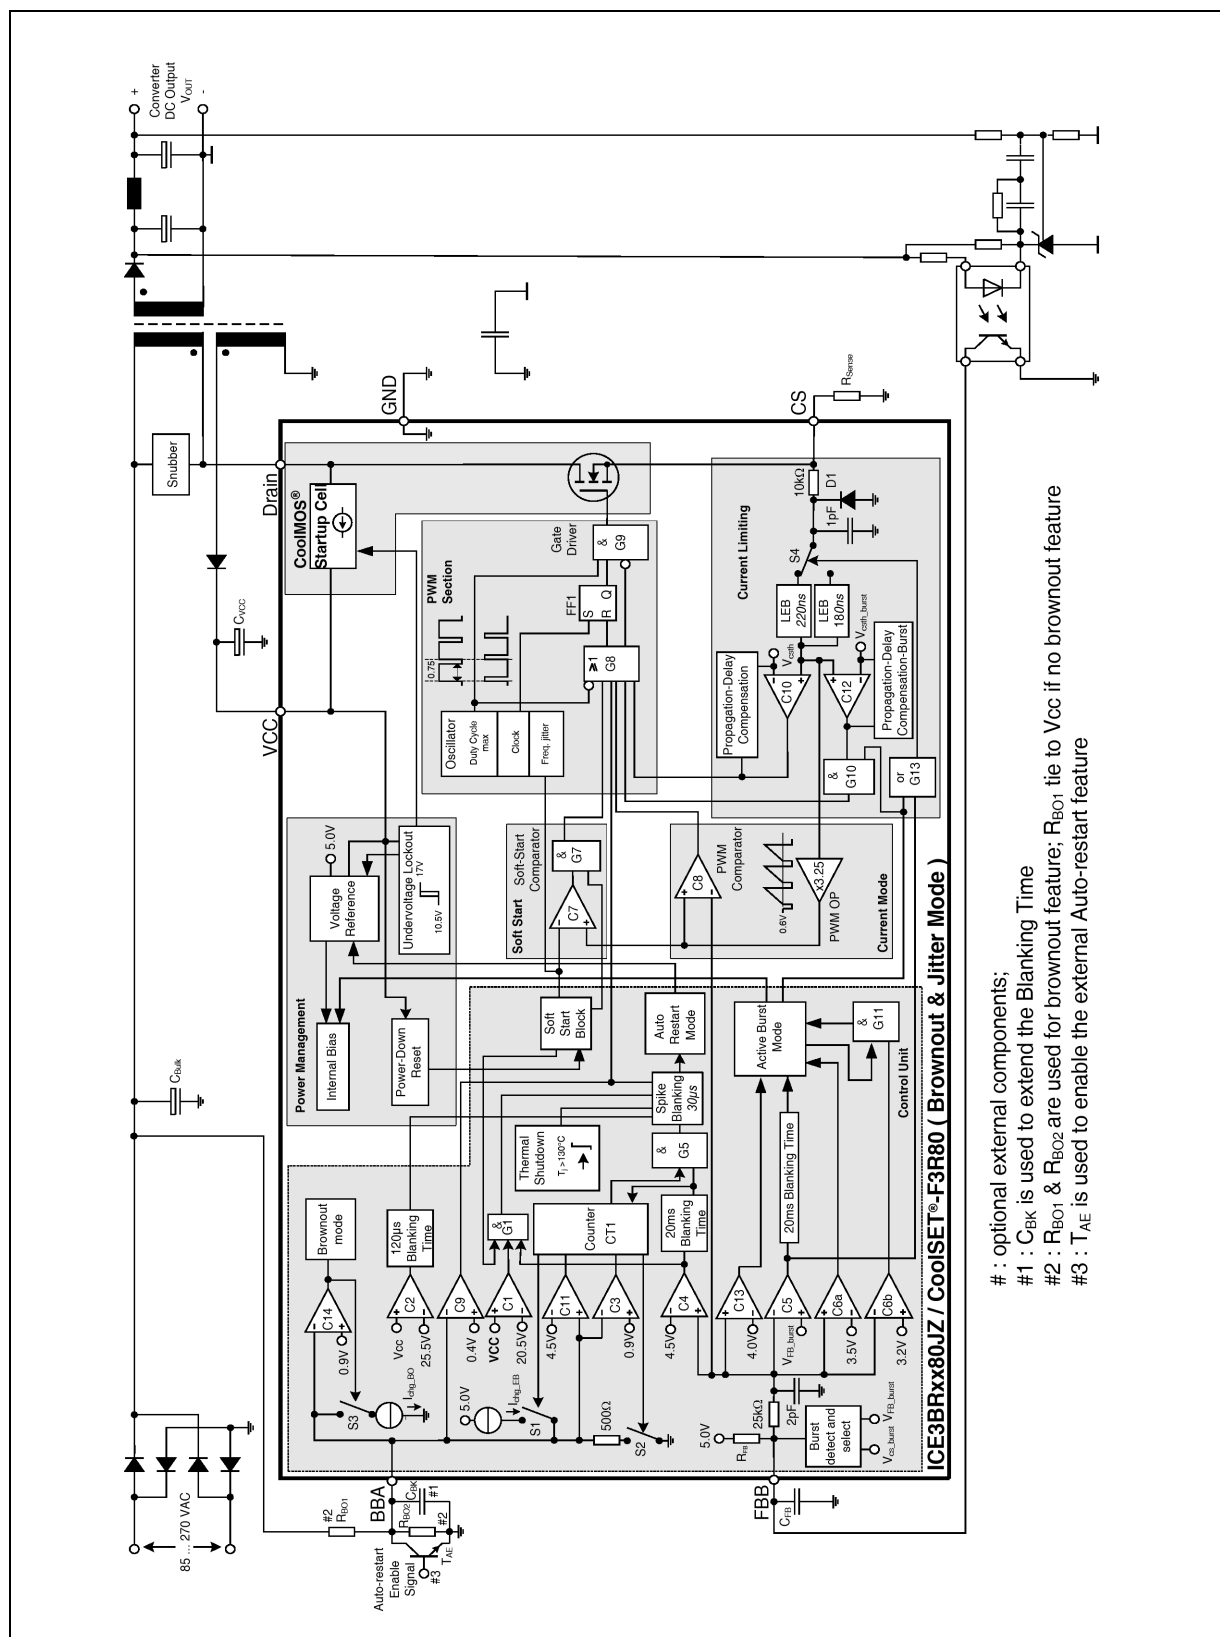 +
Converter
DC Output
VOUT
-
Snubber
Drain
GND
CS
RSense
CVCC
VCC
CBulk
85 ... 270 VAC
#2
RBO1
BBA
RBO2
CBK
#1
#2
#3
TAE
Auto-restart
Enable
Signal
FBB
CFB
CoolMOS®
Startup Cell
Power Management
Internal Bias
Voltage
Reference
5.0V
Undervoltage Lockout
17V
10.5V
Power-Down
Reset
PWM
Section
0.75
Oscillator
Duty Cycle
max
Clock
Freq. jitter
≥1
G8
FF1
S
R
Q
Gate
Driver
&
G9
Soft Start
Soft-Start
Comparator
C7
&
G7
Soft
Start
Block
Current Limiting
Propagation-Delay
Compensation
Vcsth
C10
LEB
220ns
LEB
180ns
S4
10kΩ
D1
1pF
Vcsth_burst
C12
Propagation-Delay
Compensation-Burst
&
G10
or
G13
Current Mode
PWM
Comparator
C8
0.6V
x3.25
PWM OP
Control Unit
Brownout
mode
C14
0.9V
S3
Ichg_BO
120µs
Blanking
Time
C2
Vcc
25.5V
C9
0.4V
&
G1
C1
VCC
20.5V
Thermal
Shutdown
Tj >130°C
Spike
Blanking
30µs
Auto
Restart
Mode
&
G5
Counter
CT1
C11
4.5V
C3
0.9V
5.0V
Ichg_EB
S1
500Ω
S2
20ms
Blanking
Time
C4
4.5V
C13
4.0V
20ms Blanking Time
C5
VFB_burst
C6a
3.5V
C6b
3.2V
Active Burst
Mode
&
G11
5.0V
RFB
25kΩ
2pF
Burst
detect and
select
Vcs_burst
VFB_burst
ICE3BRxx80JZ / CoolSET®-F3R80 ( Brownout & Jitter Mode )
# : optional external components;
#1 : CBK is used to extend the Blanking Time
#2 : RBO1 & RBO2 are used for brownout feature; RBO1 tie to Vcc if no brownout feature
#3 : TAE is used to enable the external Auto-restart feature